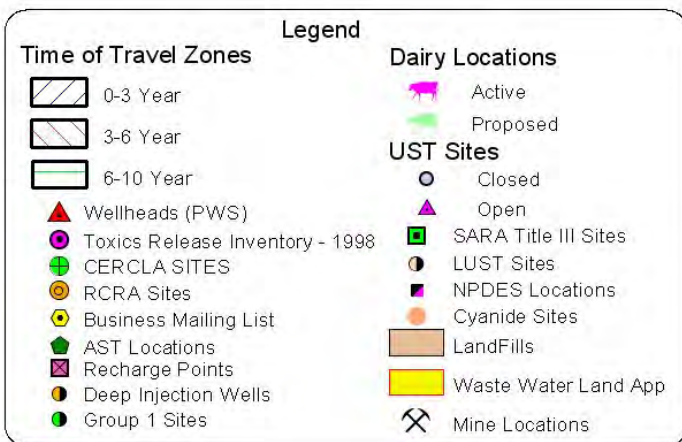 Legend
Time of Travel Zones
0-3 Year
3-6 Year
6-10 Year
Wellheads (PWS)
Toxics Release Inventory - 1998
CERCLA SITES
RCRA Sites
Business Mailing List
AST Locations
Recharge Points
Deep Injection Wells
Group 1 Sites
Dairy Locations
Active
Proposed
UST Sites
Closed
Open
SARA Title III Sites
LUST Sites
NPDES Locations
Cyanide Sites
LandFills
Waste Water Land App
Mine Locations